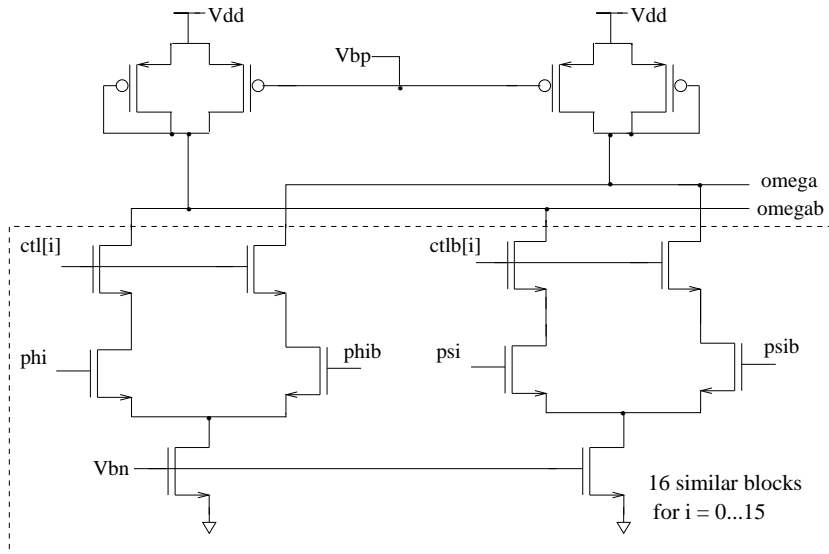 Vdd
Vdd
Vbp
omega
omegab
ctl[i]
ctlb[i]
phi
phib
psi
psib
Vbn
16 similar blocks
for i = 0...15